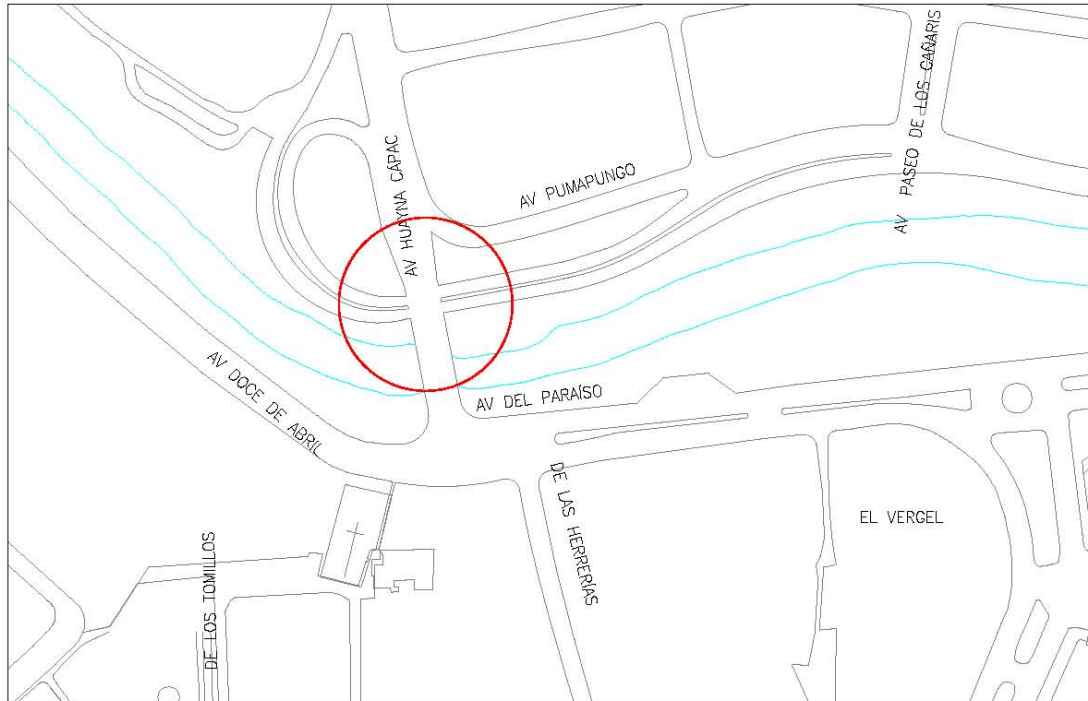 AV PASEO DE LOS CAÑARIS
AV HUAYNA CÁPAC
AV PUMAPUNGO
AV DOCE DE ABRIL
AV DEL PARAÍSO
DE LAS HERRERÍAS
EL VERGEL
DE LOS TOMILLOS